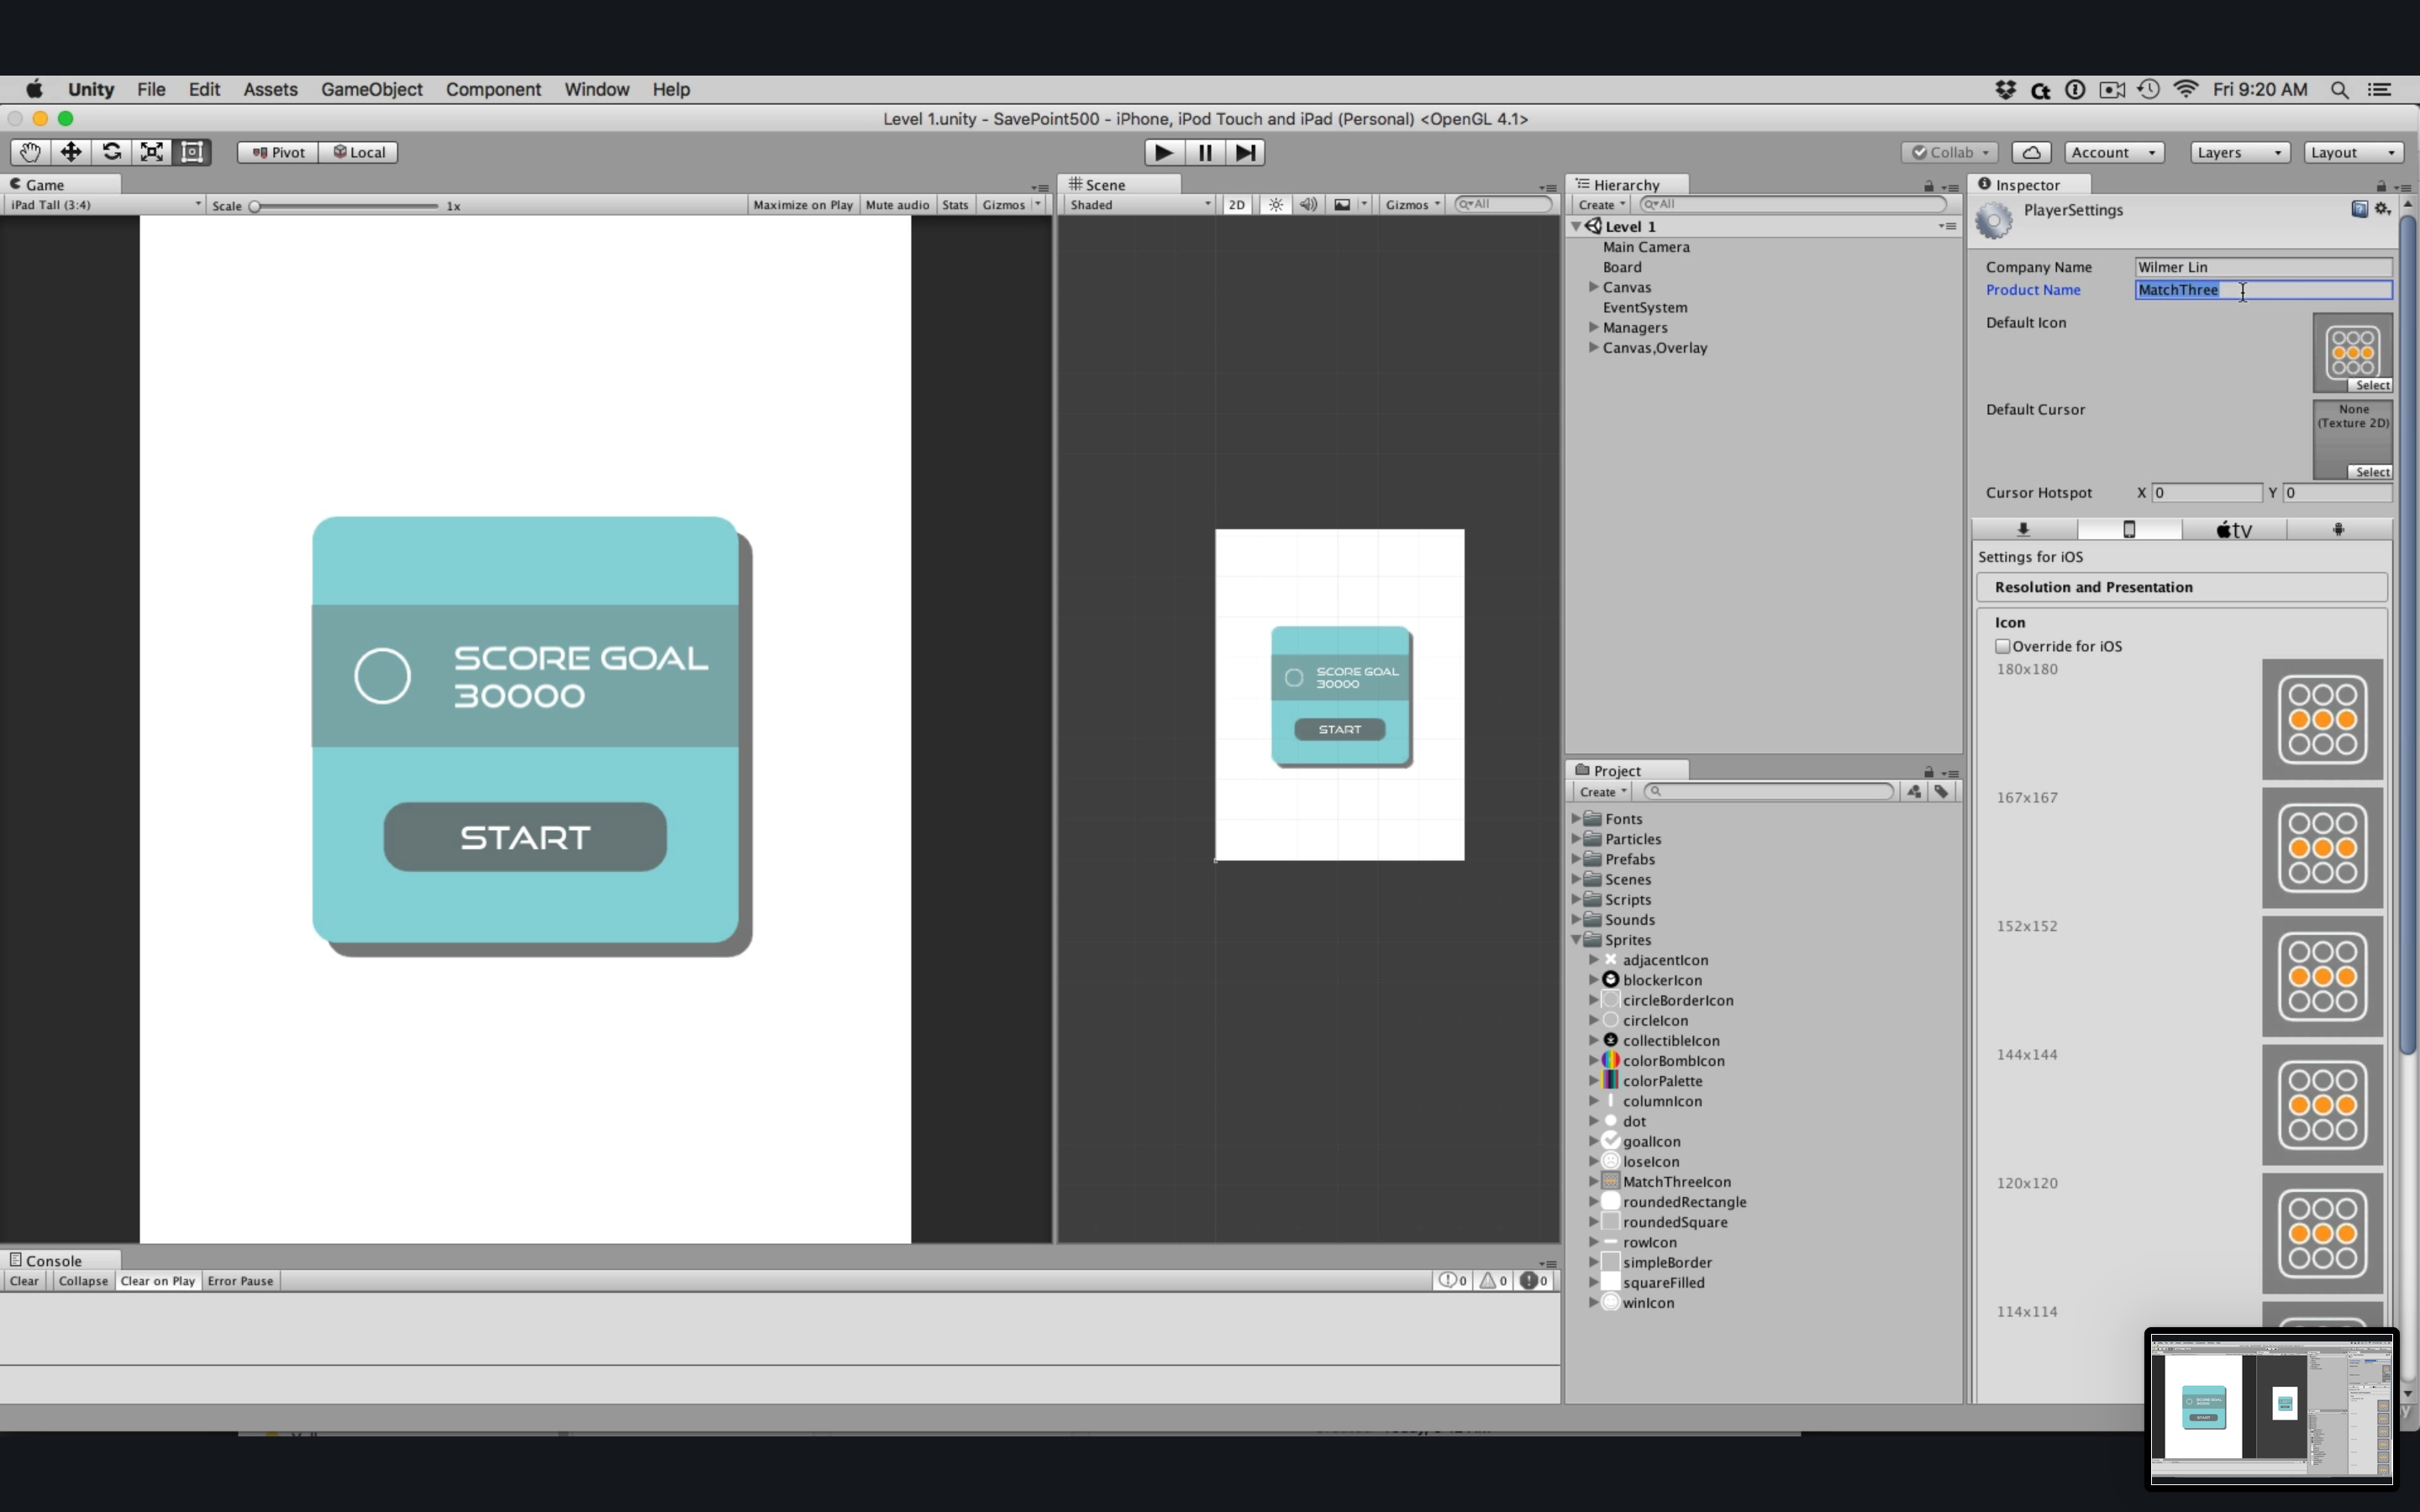 Unity File Edit Assets GameObject Component Window Help
Fri 9:20 AM
Level 1.unity - SavePoint500 - iPhone, iPod Touch and iPad (Personal) <OpenGL 4.1>
Pivot Local
Collab Account Layers Layout
Game
iPad Tall (3:4) Scale 1x Maximize on Play Mute audio Stats Gizmos
SCORE GOAL
30000
START
Scene
Shaded 2D Gizmos All
SCORE GOAL
30000
START
Hierarchy
Create All
Level 1
Main Camera
Board
Canvas
EventSystem
Managers
Canvas,Overlay
Project
Create
Fonts
Particles
Prefabs
Scenes
Scripts
Sounds
Sprites
adjacentIcon
blockerIcon
circleBorderIcon
circleIcon
collectibleIcon
colorBombIcon
colorPalette
columnIcon
dot
goalIcon
loseIcon
MatchThreeIcon
roundedRectangle
roundedSquare
rowIcon
simpleBorder
squareFilled
winIcon
Inspector
PlayerSettings
Company Name Wilmer Lin
Product Name MatchThree
Default Icon
Select
Default Cursor
None
(Texture 2D)
Select
Cursor Hotspot X 0 Y 0
tv
Settings for iOS
Resolution and Presentation
Icon
Override for iOS
180x180
167x167
152x152
144x144
120x120
114x114
Console
Clear Collapse Clear on Play Error Pause
0 0 0